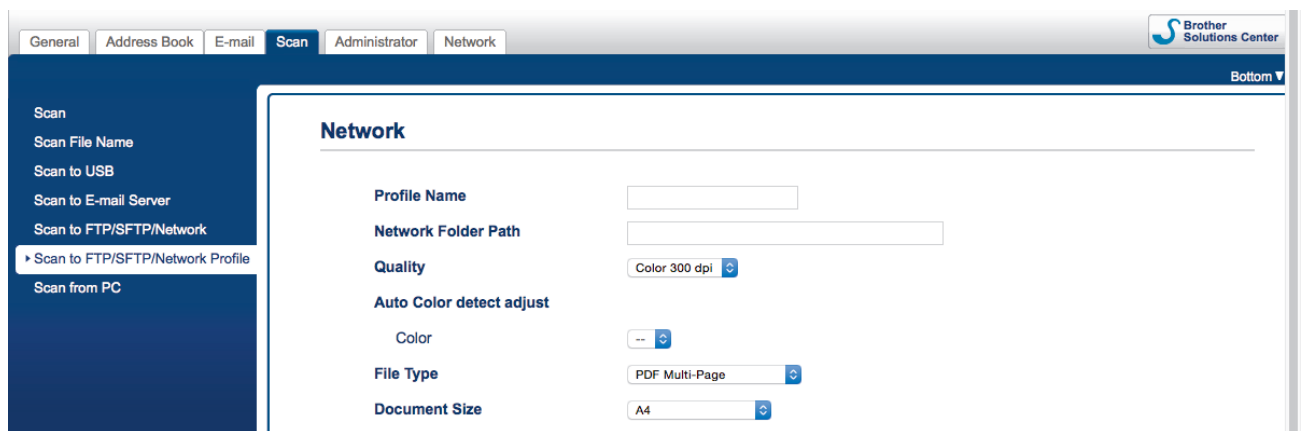 General Address Book E-mail Scan Administrator Network
Brother
Solutions Center
Bottom ▼
Scan
Scan File Name
Scan to USB
Scan to E-mail Server
Scan to FTP/SFTP/Network
Scan to FTP/SFTP/Network Profile
Scan from PC
Network
Profile Name
Network Folder Path
Quality Color 300 dpi
Auto Color detect adjust
Color --
File Type PDF Multi-Page
Document Size A4